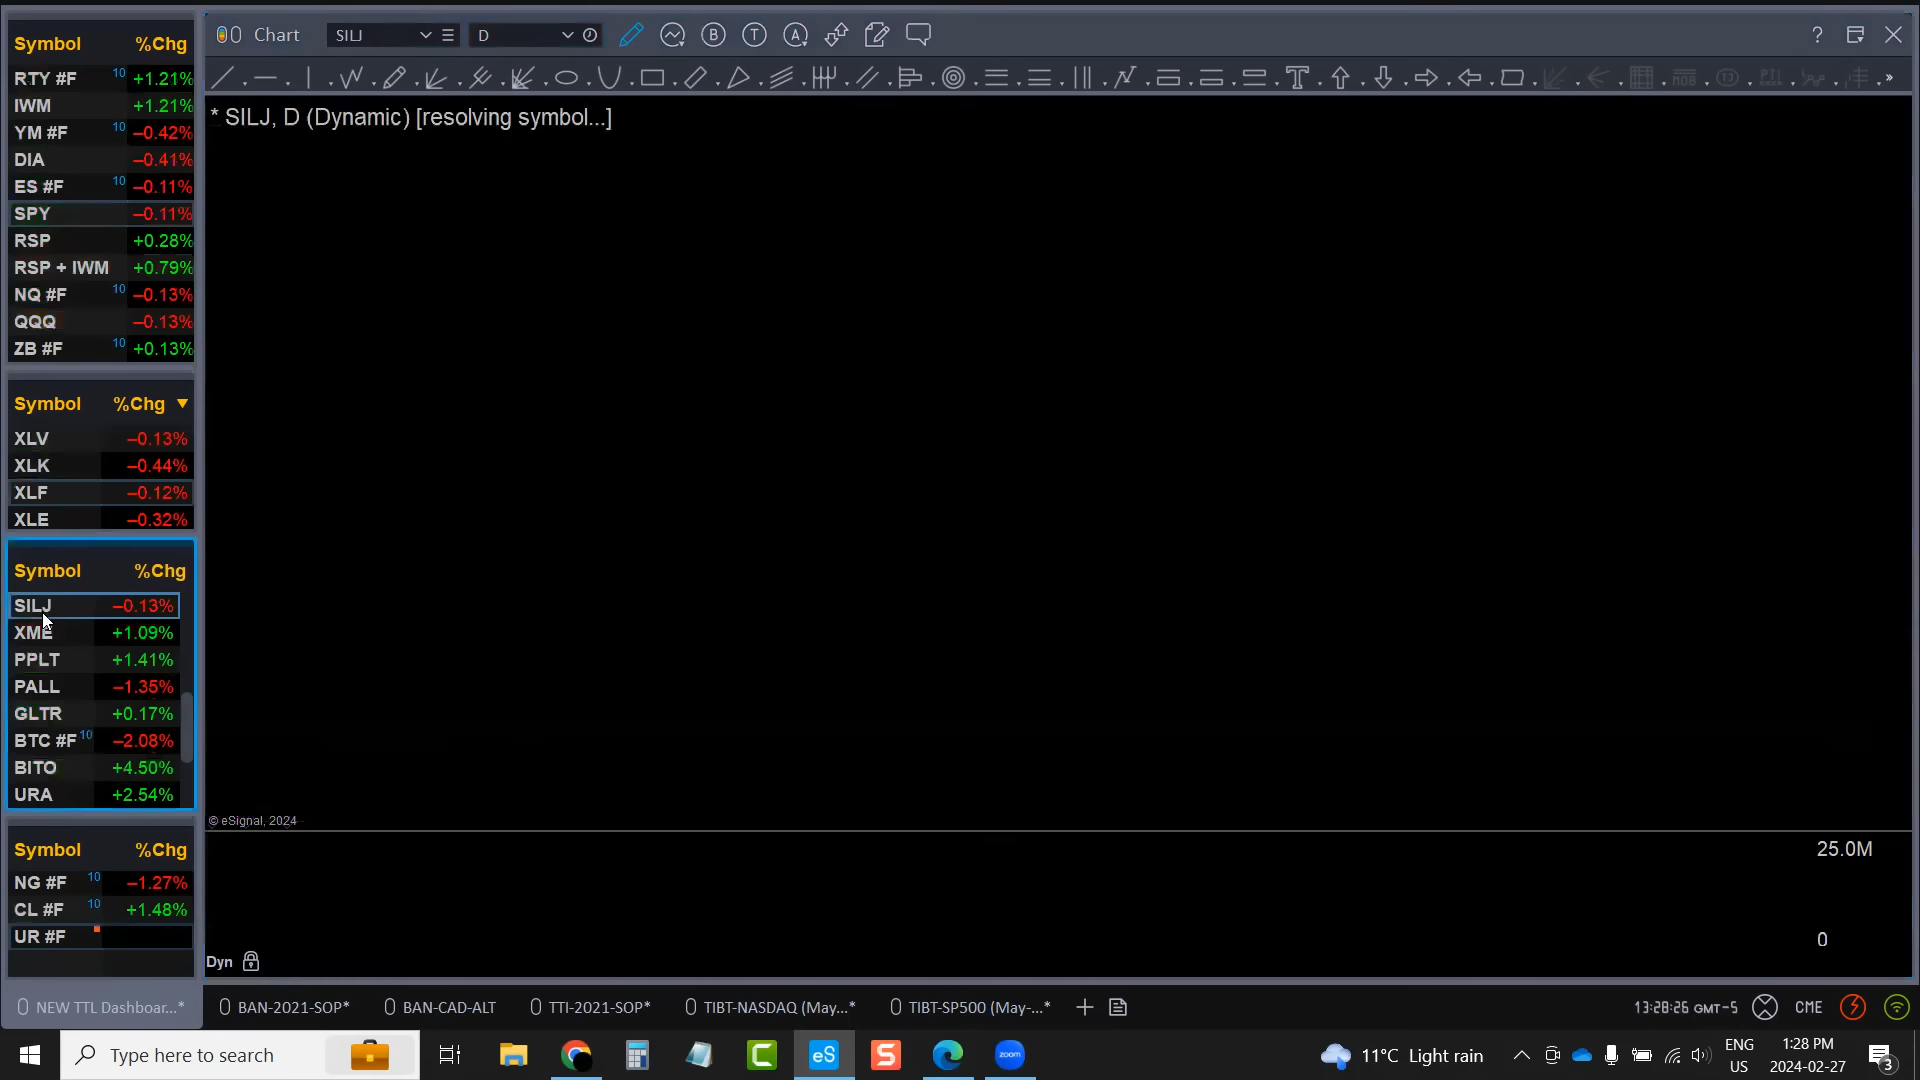 Symbol %Chg
RTY #F 10 +1.21%
IWM +1.21%
YM #F 10 –0.42%
DIA –0.41%
ES #F 10 –0.11%
SPY –0.11%
RSP +0.28%
RSP + IWM +0.79%
NQ #F 10 –0.13%
QQQ –0.13%
ZB #F 10 +0.13%
Symbol %Chg ▼
XLV –0.13%
XLK –0.44%
XLF –0.12%
XLE –0.32%
Symbol %Chg
SILJ –0.13%
XME +1.09%
PPLT +1.41%
PALL –1.35%
GLTR +0.17%
BTC #F 10 –2.08%
BITO +4.50%
URA +2.54%
Symbol %Chg
NG #F 10 –1.27%
CL #F 10 +1.48%
UR #F
Chart SILJ D B T A ?
T MOB T3 PTL »
* SILJ, D (Dynamic) [resolving symbol...]
© eSignal, 2024
25.0M
0
Dyn
NEW TTL Dashboar...* BAN-2021-SOP* BAN-CAD-ALT TTI-2021-SOP* TIBT-NASDAQ (May...* TIBT-SP500 (May-...* 13:28:26 GMT-5 CME
Type here to search
C eS S zoom
11°C Light rain
ENG
US
1:28 PM
2024-02-27
3